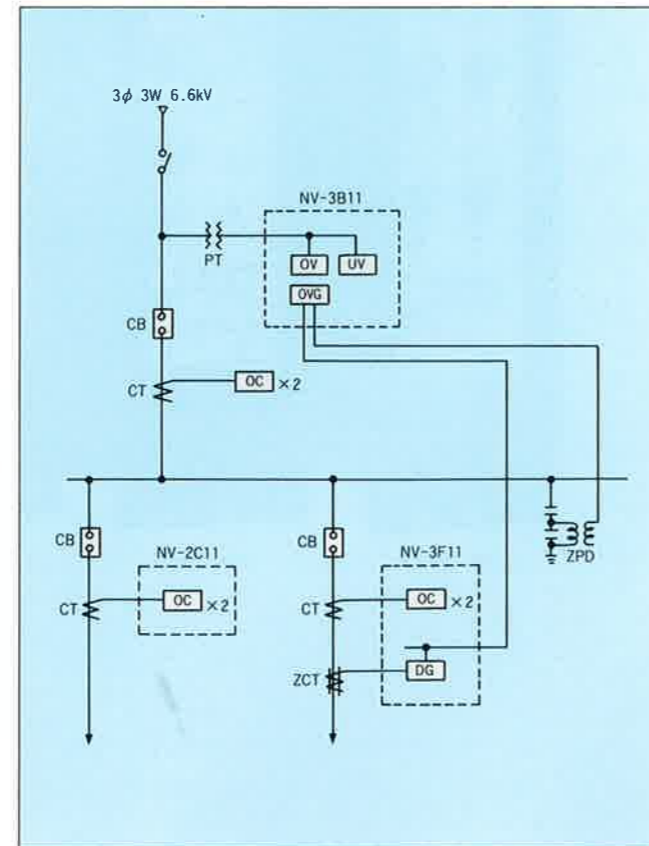 3φ 3W 6.6kV
NV-3B11
PT
OV
UV
OVG
CB
CT
OC ×2
CB
NV-2C11
CT
OC ×2
CB
NV-3F11
CT
OC ×2
ZCT
DG
ZPD